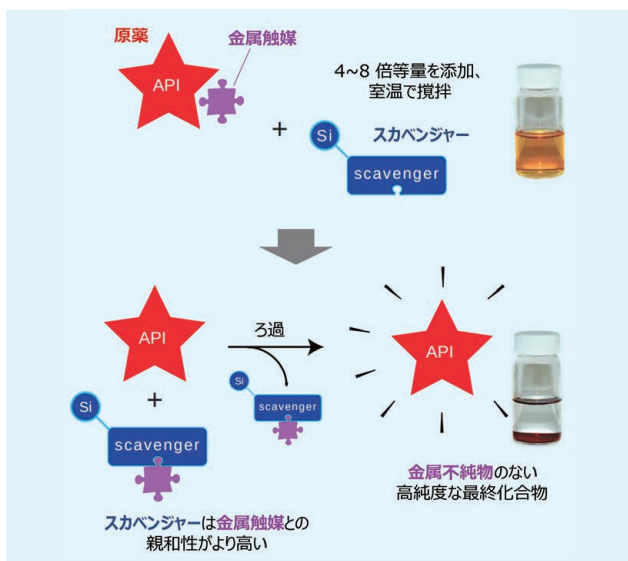 原薬
金属触媒
API
4~8 倍等量を添加、
室温で撹拌
+
Si
スカベンジャー
scavenger
API
ろ過
Si
scavenger
API
+
Si
scavenger
スカベンジャーは金属触媒との
親和性がより高い
金属不純物のない
高純度な最終化合物